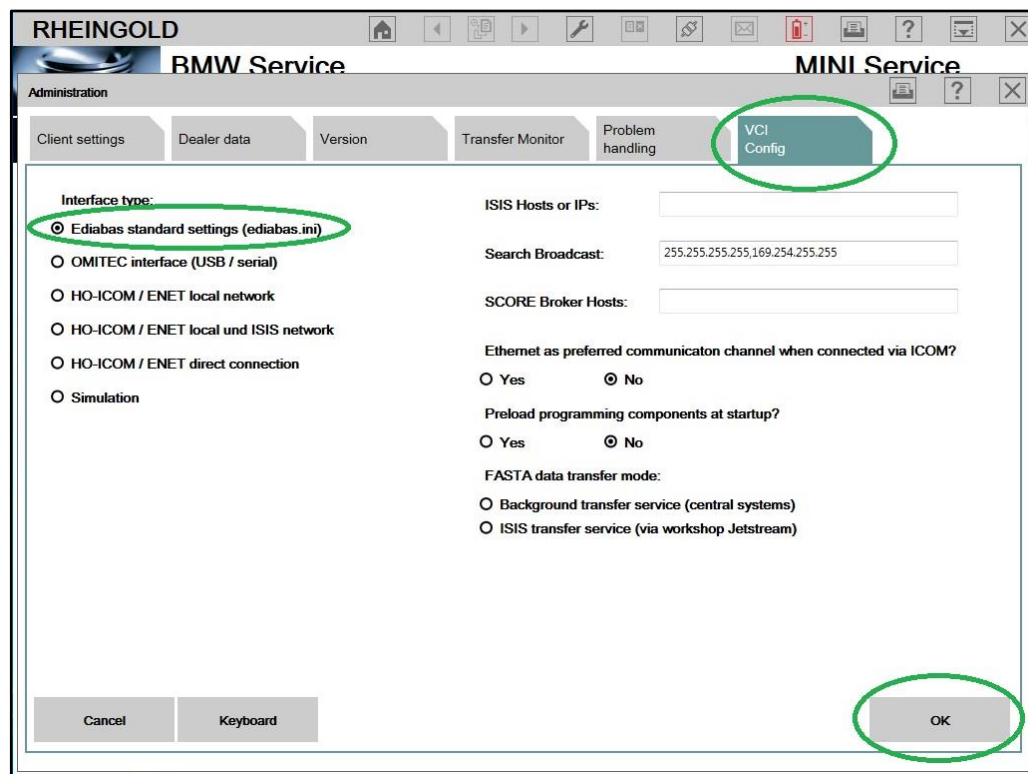 RHEINGOLD
BMW Service
MINI Service
Administration
Client settings
Dealer data
Version
Transfer Monitor
Problem
handling
VCI
Config
Interface type:
Ediabas standard settings (ediabas.ini)
OMITEC interface (USB / serial)
HO-ICOM / ENET local network
HO-ICOM / ENET local und ISIS network
HO-ICOM / ENET direct connection
Simulation
ISIS Hosts or IPs:
Search Broadcast:
255.255.255.255,169.254.255.255
SCORE Broker Hosts:
Ethernet as preferred communicaton channel when connected via ICOM?
Yes
No
Preload programming components at startup?
Yes
No
FASTA data transfer mode:
Background transfer service (central systems)
ISIS transfer service (via workshop Jetstream)
Cancel
Keyboard
OK